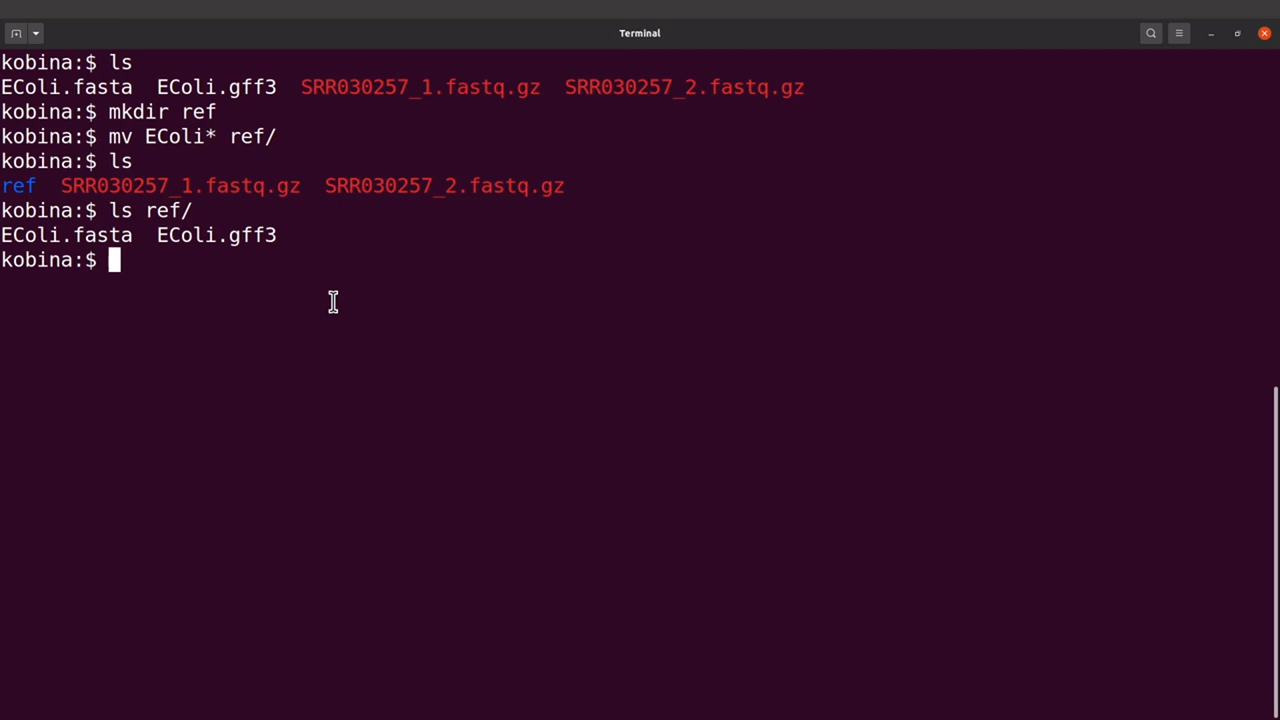 Terminal
kobina:$ ls
EColi.fasta  EColi.gff3  SRR030257_1.fastq.gz  SRR030257_2.fastq.gz
kobina:$ mkdir ref
kobina:$ mv EColi* ref/
kobina:$ ls
ref  SRR030257_1.fastq.gz  SRR030257_2.fastq.gz
kobina:$ ls ref/
EColi.fasta  EColi.gff3
kobina:$